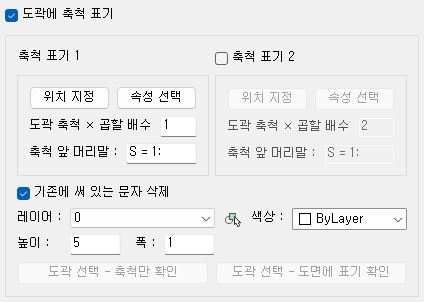 도곽에 축척 표기
축척 표기 1
축척 표기 2
위치 지정 속성 선택
위치 지정 속성 선택
도곽 축척 × 곱할 배수 1
도곽 축척 × 곱할 배수 2
축척 앞 머리말 : S = 1:
축척 앞 머리말 : S = 1:
기존에 써 있는 문자 삭제
레이어 : 0 색상 : ByLayer
높이 : 5 폭 : 1
도곽 선택 - 축척만 확인 도곽 선택 - 도면에 표기 확인